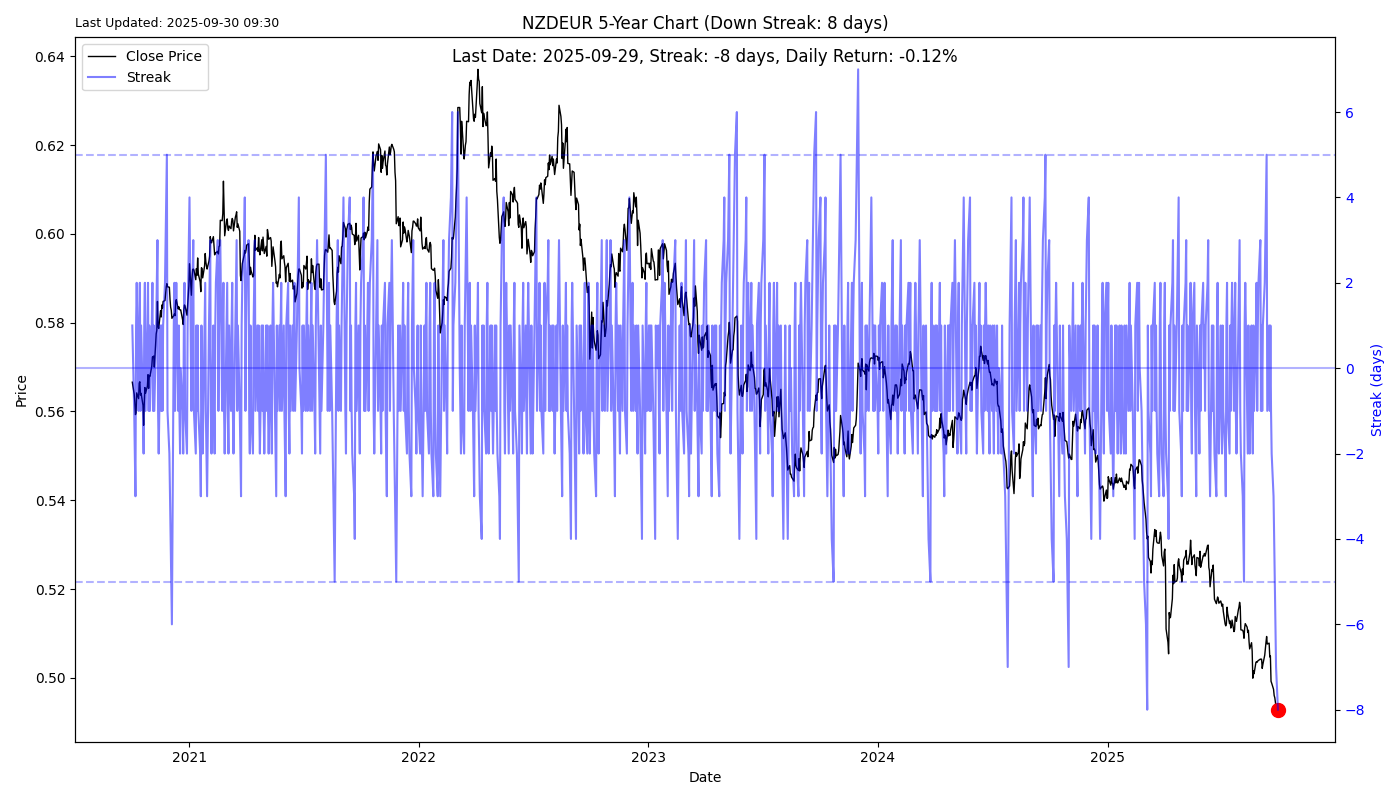 Last Updated: 2025-09-30 09:30
NZDEUR 5-Year Chart (Down Streak: 8 days)
Last Date: 2025-09-29, Streak: -8 days, Daily Return: -0.12%
Close Price
Streak
0.64
0.62
0.60
0.58
0.56
0.54
0.52
0.50
Price
6
4
2
0
−2
−4
−6
−8
Streak (days)
2021
2022
2023
2024
2025
Date